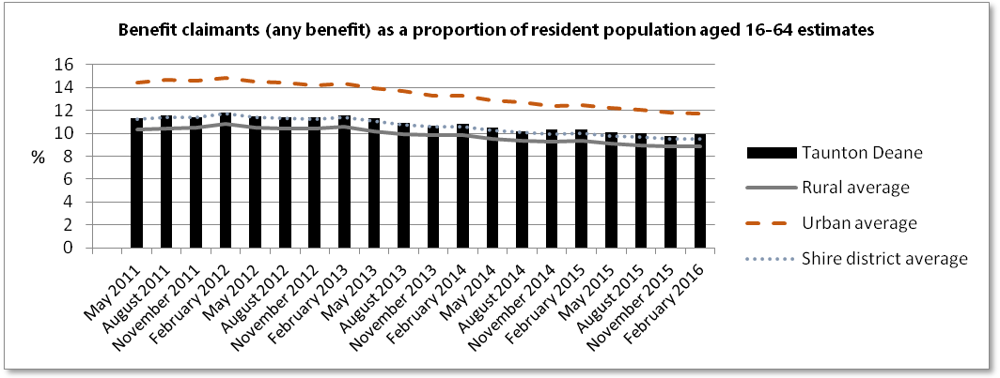 Benefit claimants (any benefit) as a proportion of resident population aged 16-64 estimates
16
14
12
10
8
6
4
2
0
%
May 2011
August 2011
November 2011
February 2012
May 2012
August 2012
November 2012
February 2013
May 2013
August 2013
November 2013
February 2014
May 2014
August 2014
November 2014
February 2015
May 2015
August 2015
November 2015
February 2016
Taunton Deane
Rural average
Urban average
Shire district average